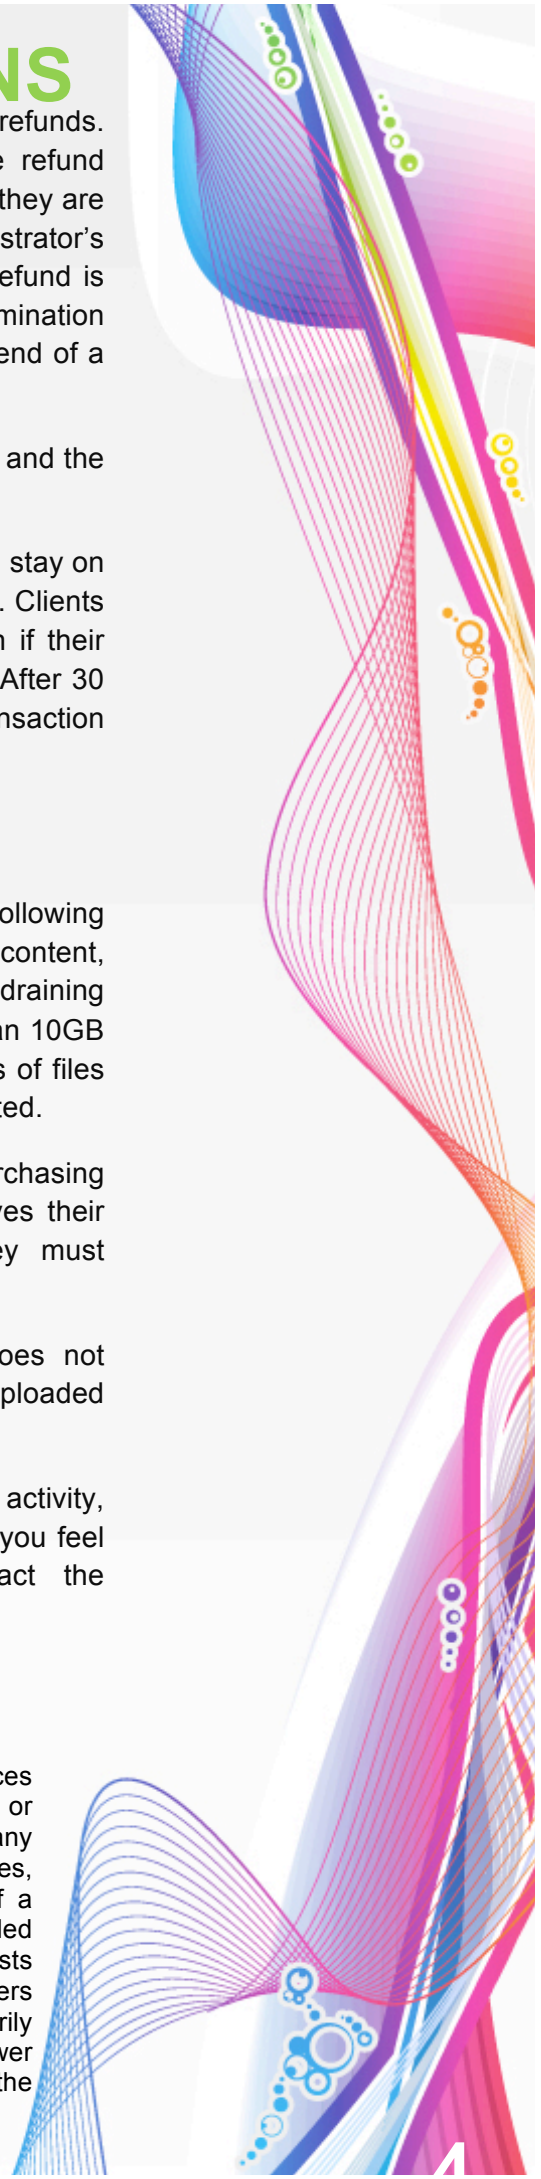 NS
refunds.
e refund
they are
strator's
efund is
mination
end of a
and the
stay on
. Clients
n if their
After 30
nsaction
ollowing
content,
draining
an 10GB
s of files
ted.
rchasing
ves their
ey must
oes not
ploaded
activity,
you feel
act the
ces
or
any
es,
f a
led
sts
ers
rily
wer
the
4